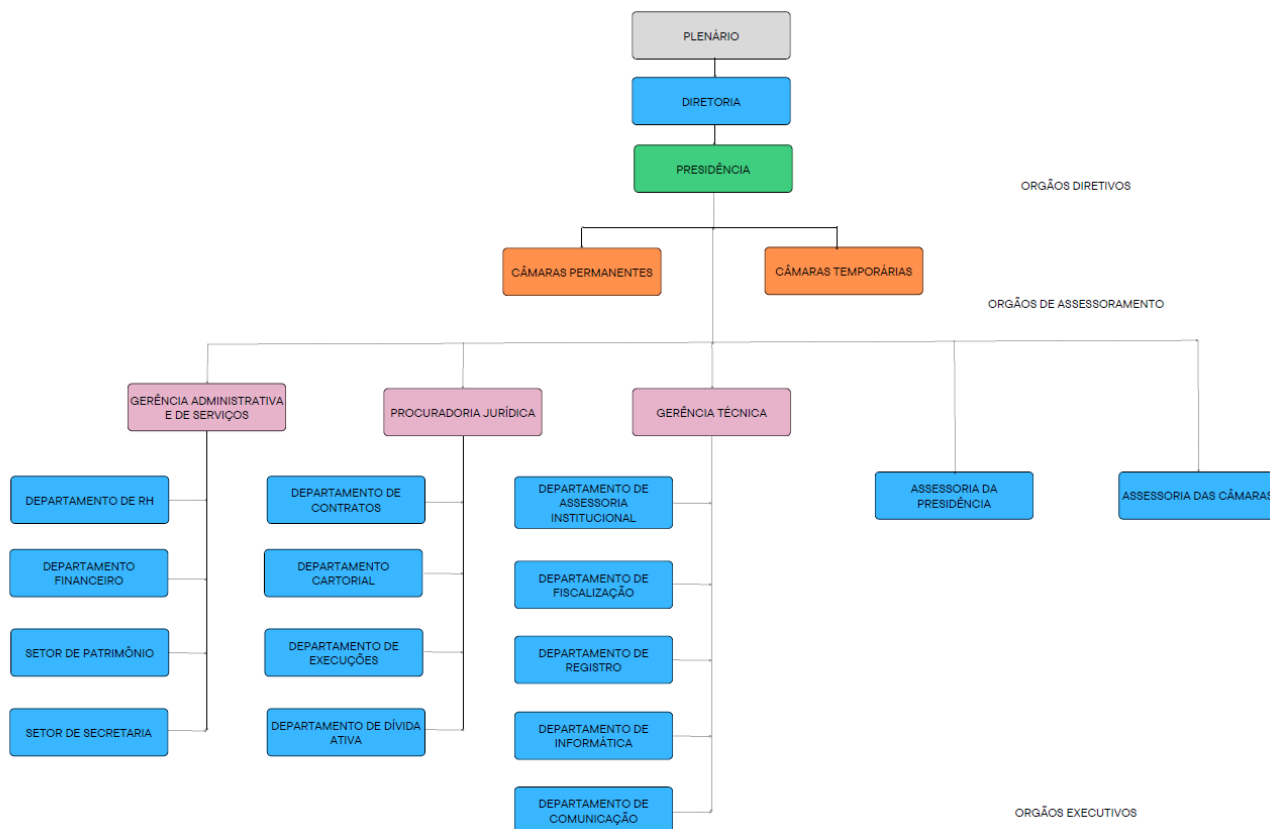 PLENÁRIO
DIRETORIA
PRESIDÊNCIA
ORGÃOS DIRETIVOS
CÂMARAS PERMANENTES
CÂMARAS TEMPORÁRIAS
ORGÃOS DE ASSESSORAMENTO
GERÊNCIA ADMINISTRATIVA
E DE SERVIÇOS
PROCURADORIA JURÍDICA
GERÊNCIA TÉCNICA
DEPARTAMENTO DE RH
DEPARTAMENTO
FINANCEIRO
SETOR DE PATRIMÔNIO
SETOR DE SECRETARIA
DEPARTAMENTO DE
CONTRATOS
DEPARTAMENTO
CARTORIAL
DEPARTAMENTO DE
EXECUÇÕES
DEPARTAMENTO DE DÍVIDA
ATIVA
DEPARTAMENTO DE
ASSESSORIA
INSTITUCIONAL
DEPARTAMENTO DE
FISCALIZAÇÃO
DEPARTAMENTO DE
REGISTRO
DEPARTAMENTO DE
INFORMÁTICA
DEPARTAMENTO DE
COMUNICAÇÃO
ASSESSORIA DA
PRESIDÊNCIA
ASSESSORIA DAS CÂMARAS
ORGÃOS EXECUTIVOS